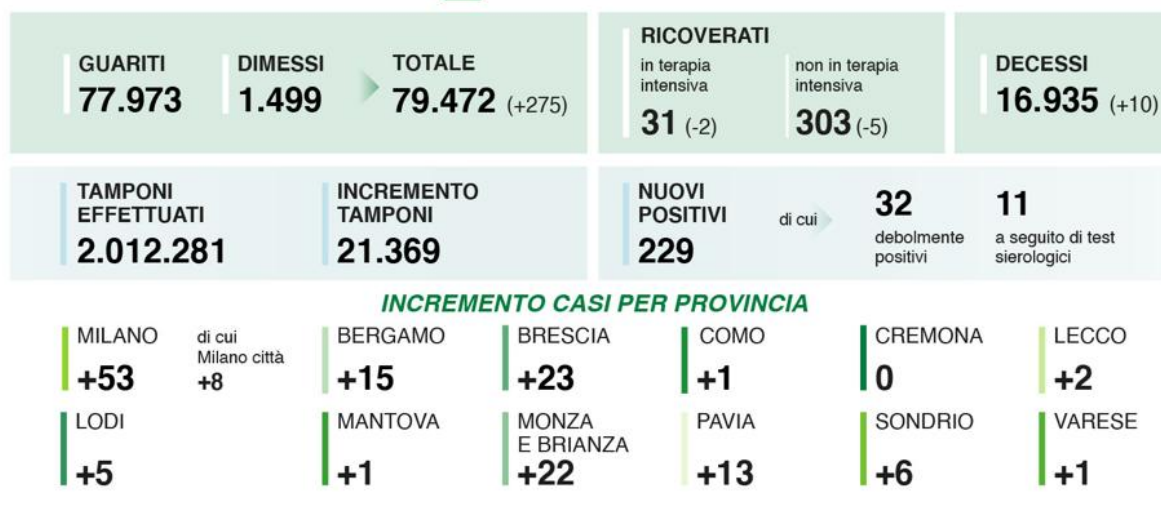 GUARITI
77.973
DIMESSI
1.499
TOTALE
79.472 (+275)
RICOVERATI
in terapia
intensiva
31 (-2)
non in terapia
intensiva
303 (-5)
DECESSI
16.935 (+10)
TAMPONI
EFFETTUATI
2.012.281
INCREMENTO
TAMPONI
21.369
NUOVI
POSITIVI
229
di cui
32
debolmente
positivi
11
a seguito di test
sierologici
INCREMENTO CASI PER PROVINCIA
MILANO
+53
di cui
Milano città
+8
BERGAMO
+15
BRESCIA
+23
COMO
+1
CREMONA
0
LECCO
+2
LODI
+5
MANTOVA
+1
MONZA
E BRIANZA
+22
PAVIA
+13
SONDRIO
+6
VARESE
+1